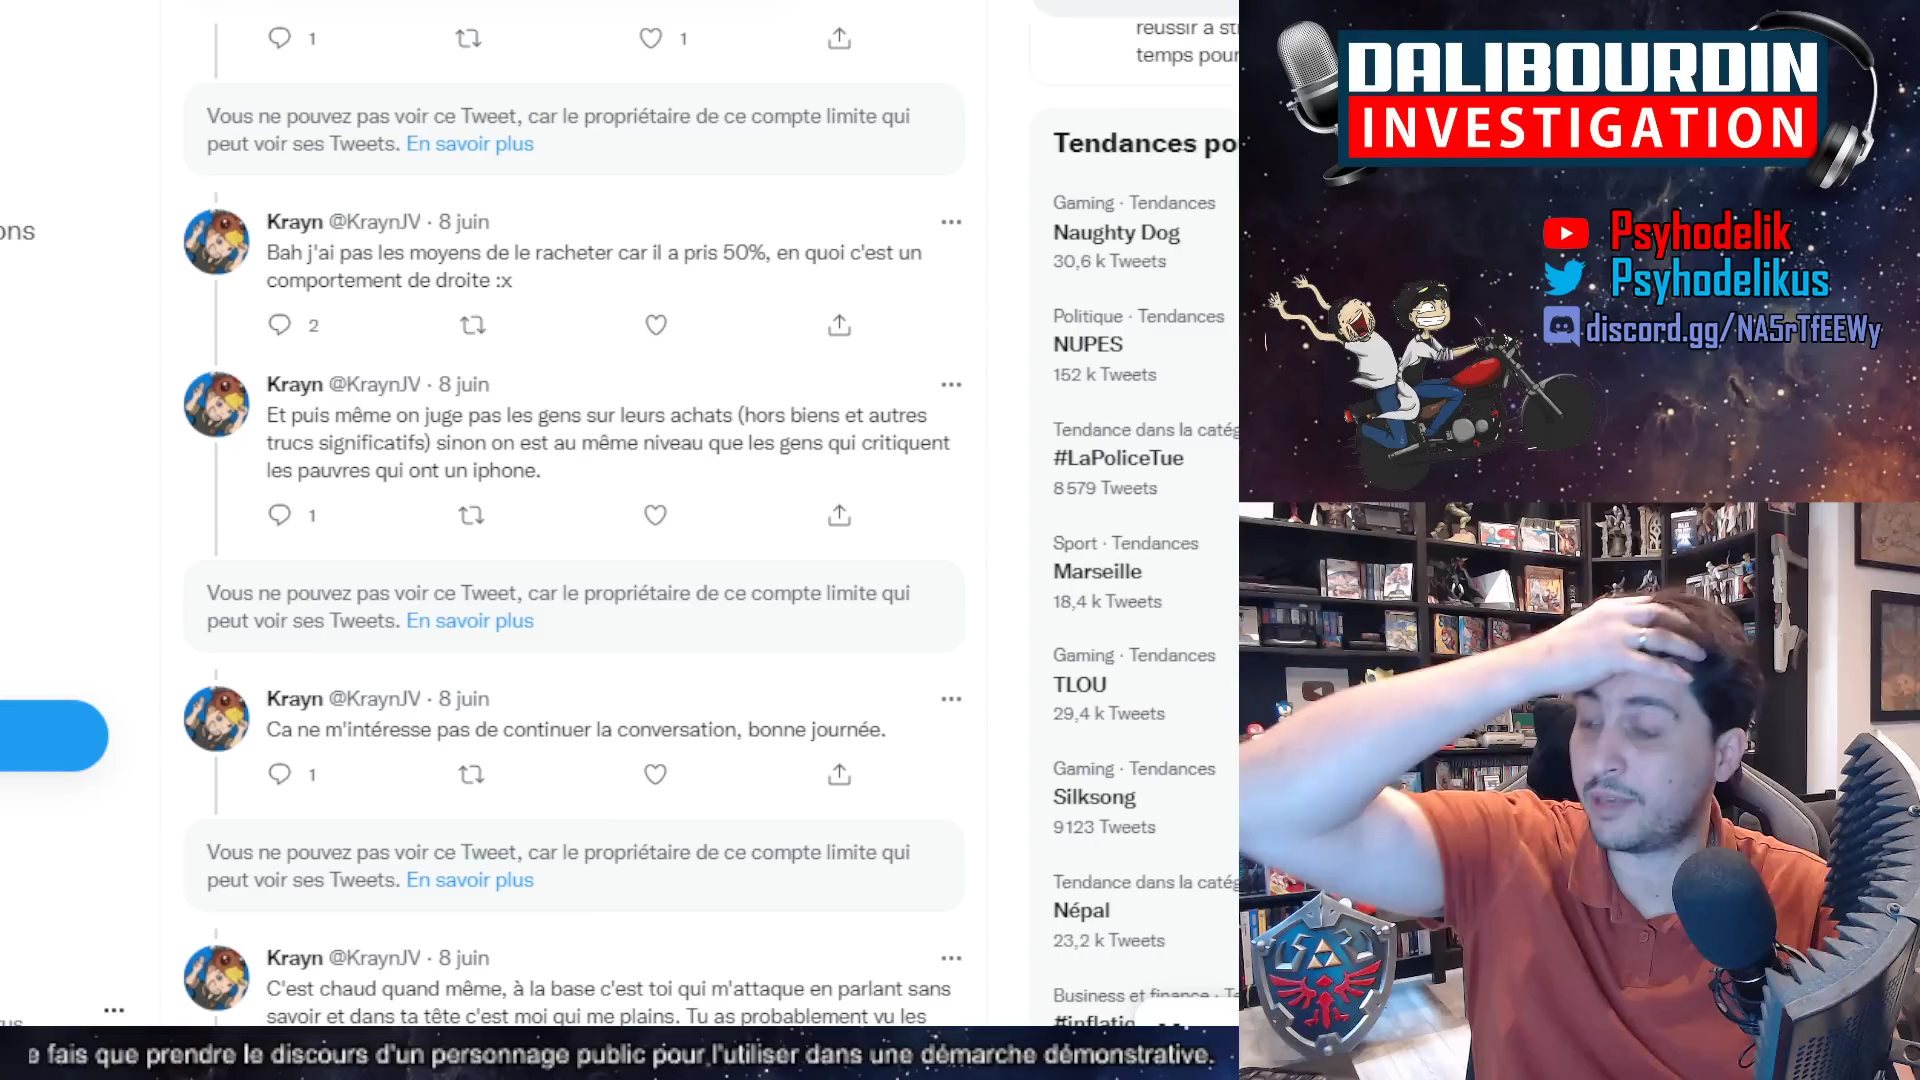 1
1
Vous ne pouvez pas voir ce Tweet, car le propriétaire de ce compte limite qui
peut voir ses Tweets. En savoir plus
Krayn @KraynJV · 8 juin
Bah j'ai pas les moyens de le racheter car il a pris 50%, en quoi c'est un
comportement de droite :x
2
Krayn @KraynJV · 8 juin
Et puis même on juge pas les gens sur leurs achats (hors biens et autres
trucs significatifs) sinon on est au même niveau que les gens qui critiquent
les pauvres qui ont un iphone.
1
Vous ne pouvez pas voir ce Tweet, car le propriétaire de ce compte limite qui
peut voir ses Tweets. En savoir plus
Krayn @KraynJV · 8 juin
Ca ne m'intéresse pas de continuer la conversation, bonne journée.
1
Vous ne pouvez pas voir ce Tweet, car le propriétaire de ce compte limite qui
peut voir ses Tweets. En savoir plus
Krayn @KraynJV · 8 juin
C'est chaud quand même, à la base c'est toi qui m'attaque en parlant sans
savoir et dans ta tête c'est moi qui me plains. Tu as probablement vu les
ons
réussir à st
temps pour
Tendances po
Gaming · Tendances
Naughty Dog
30,6 k Tweets
Politique · Tendances
NUPES
152 k Tweets
Tendance dans la catég
#LaPoliceTue
8 579 Tweets
Sport · Tendances
Marseille
18,4 k Tweets
Gaming · Tendances
TLOU
29,4 k Tweets
Gaming · Tendances
Silksong
9 123 Tweets
Tendance dans la catég
Népal
23,2 k Tweets
Business et finance · Te
#inflatio
DALIBOURDIN
INVESTIGATION
Psyhodelik
Psyhodelikus
discord.gg/NA5rTfEEWy
e fais que prendre le discours d'un personnage public pour l'utiliser dans une démarche démonstrative.